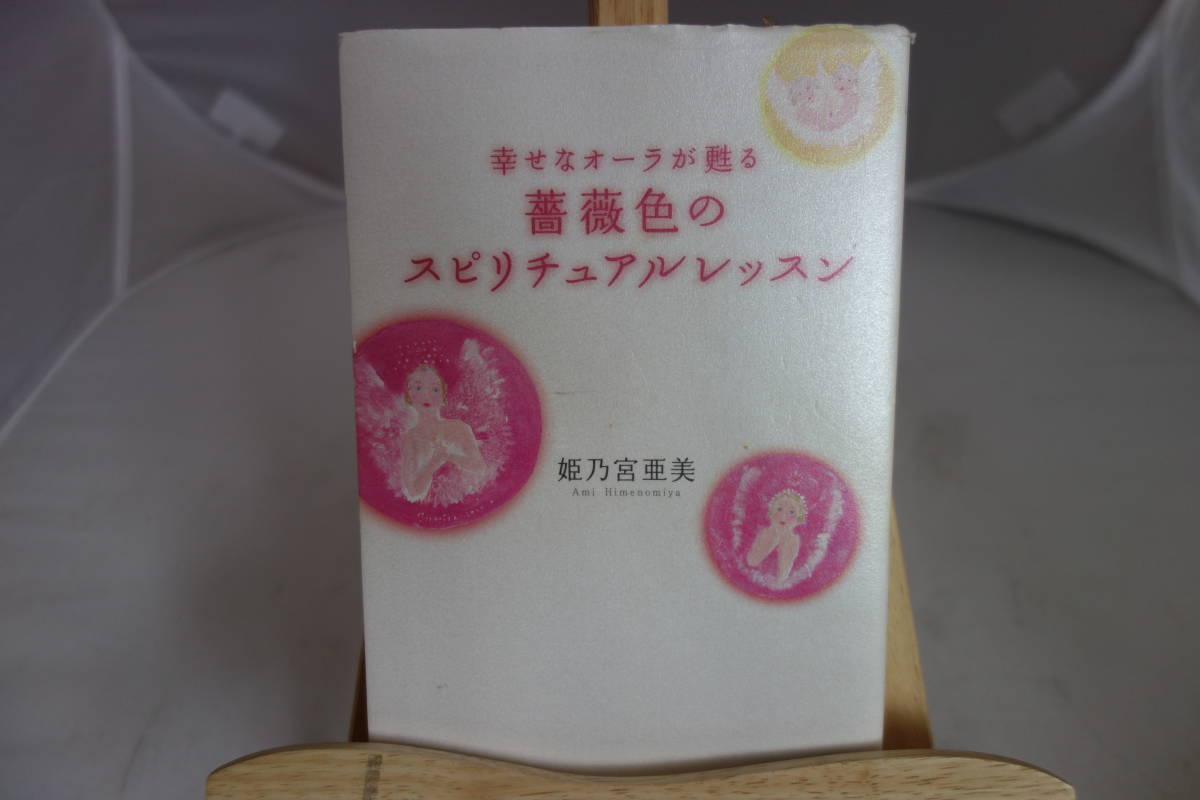 幸せなオーラが甦る
薔薇色の
スピリチュアルレッスン
姫乃宮亜美
Ami Himenomiya